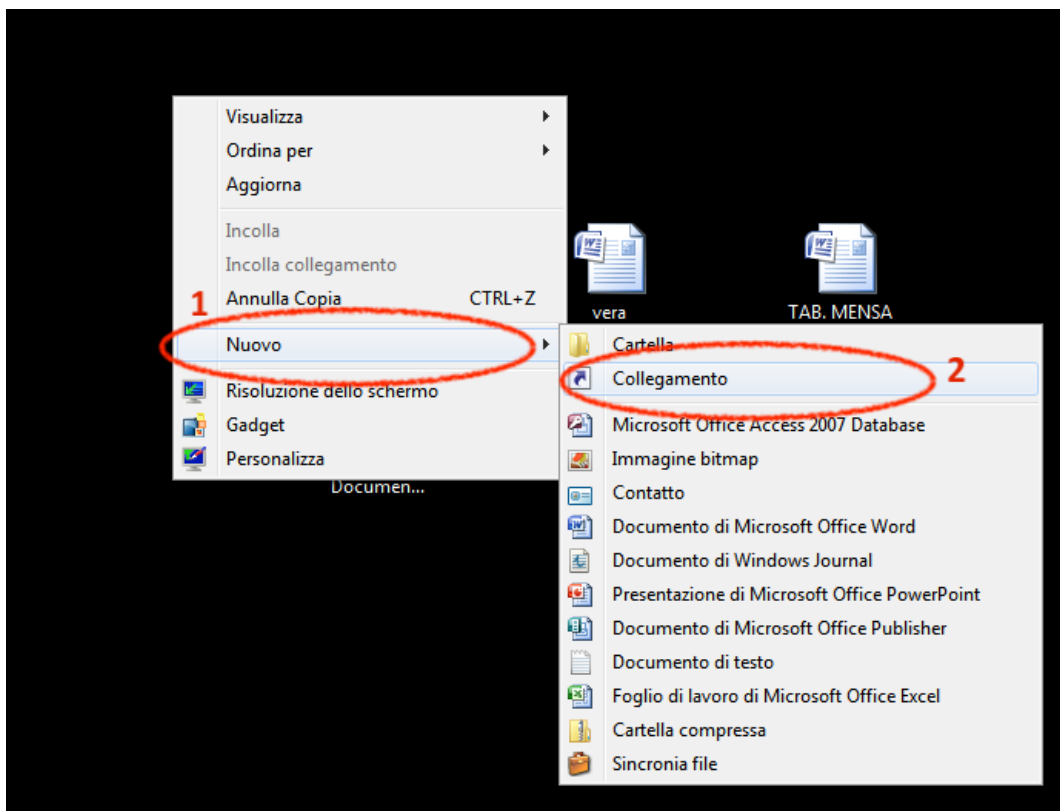 Visualizza
Ordina per
Aggiorna
Incolla
Incolla collegamento
Annulla Copia CTRL+Z
1
Nuovo
Risoluzione dello schermo
Gadget
Personalizza
Documen...
vera
TAB. MENSA
Cartella
Collegamento
2
Microsoft Office Access 2007 Database
Immagine bitmap
Contatto
Documento di Microsoft Office Word
Documento di Windows Journal
Presentazione di Microsoft Office PowerPoint
Documento di Microsoft Office Publisher
Documento di testo
Foglio di lavoro di Microsoft Office Excel
Cartella compressa
Sincronia file